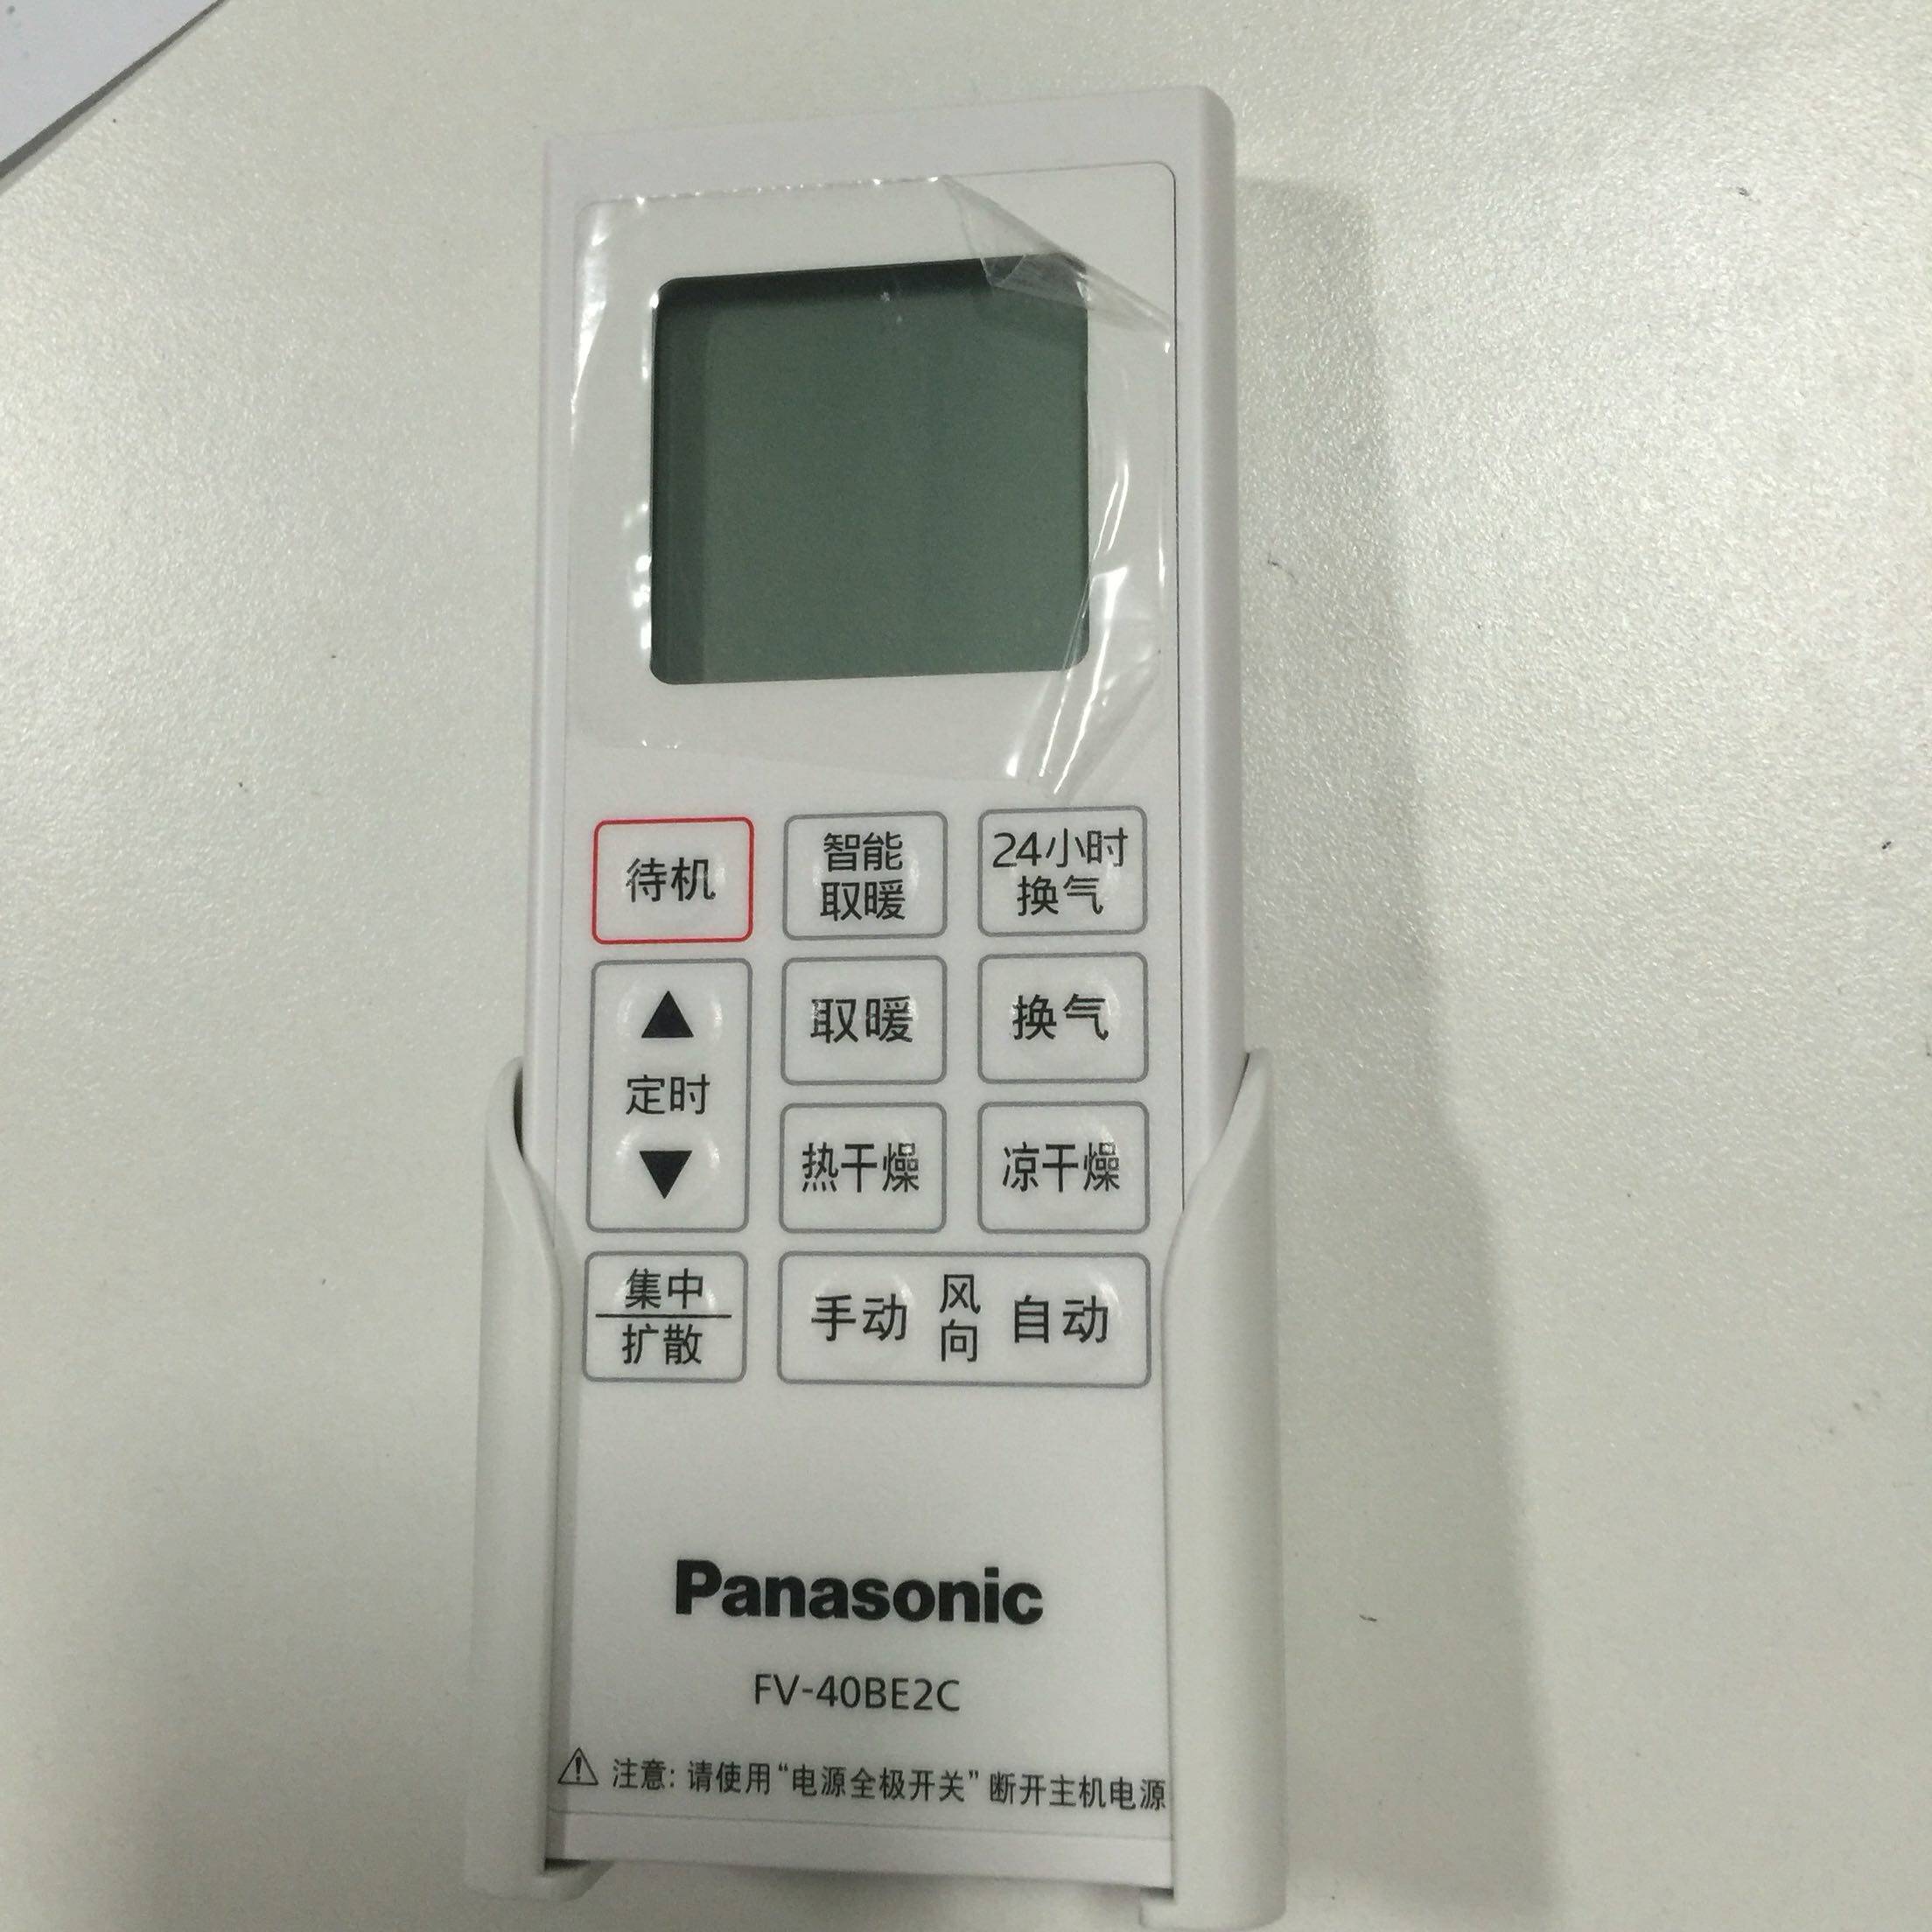 待机
智能
取暖
24小时
换气
▲
定时
▼
取暖
换气
热干燥
凉干燥
集中
扩散
手动 风向 自动
Panasonic
FV-40BE2C
⚠ 注意: 请使用“电源全极开关”断开主机电源